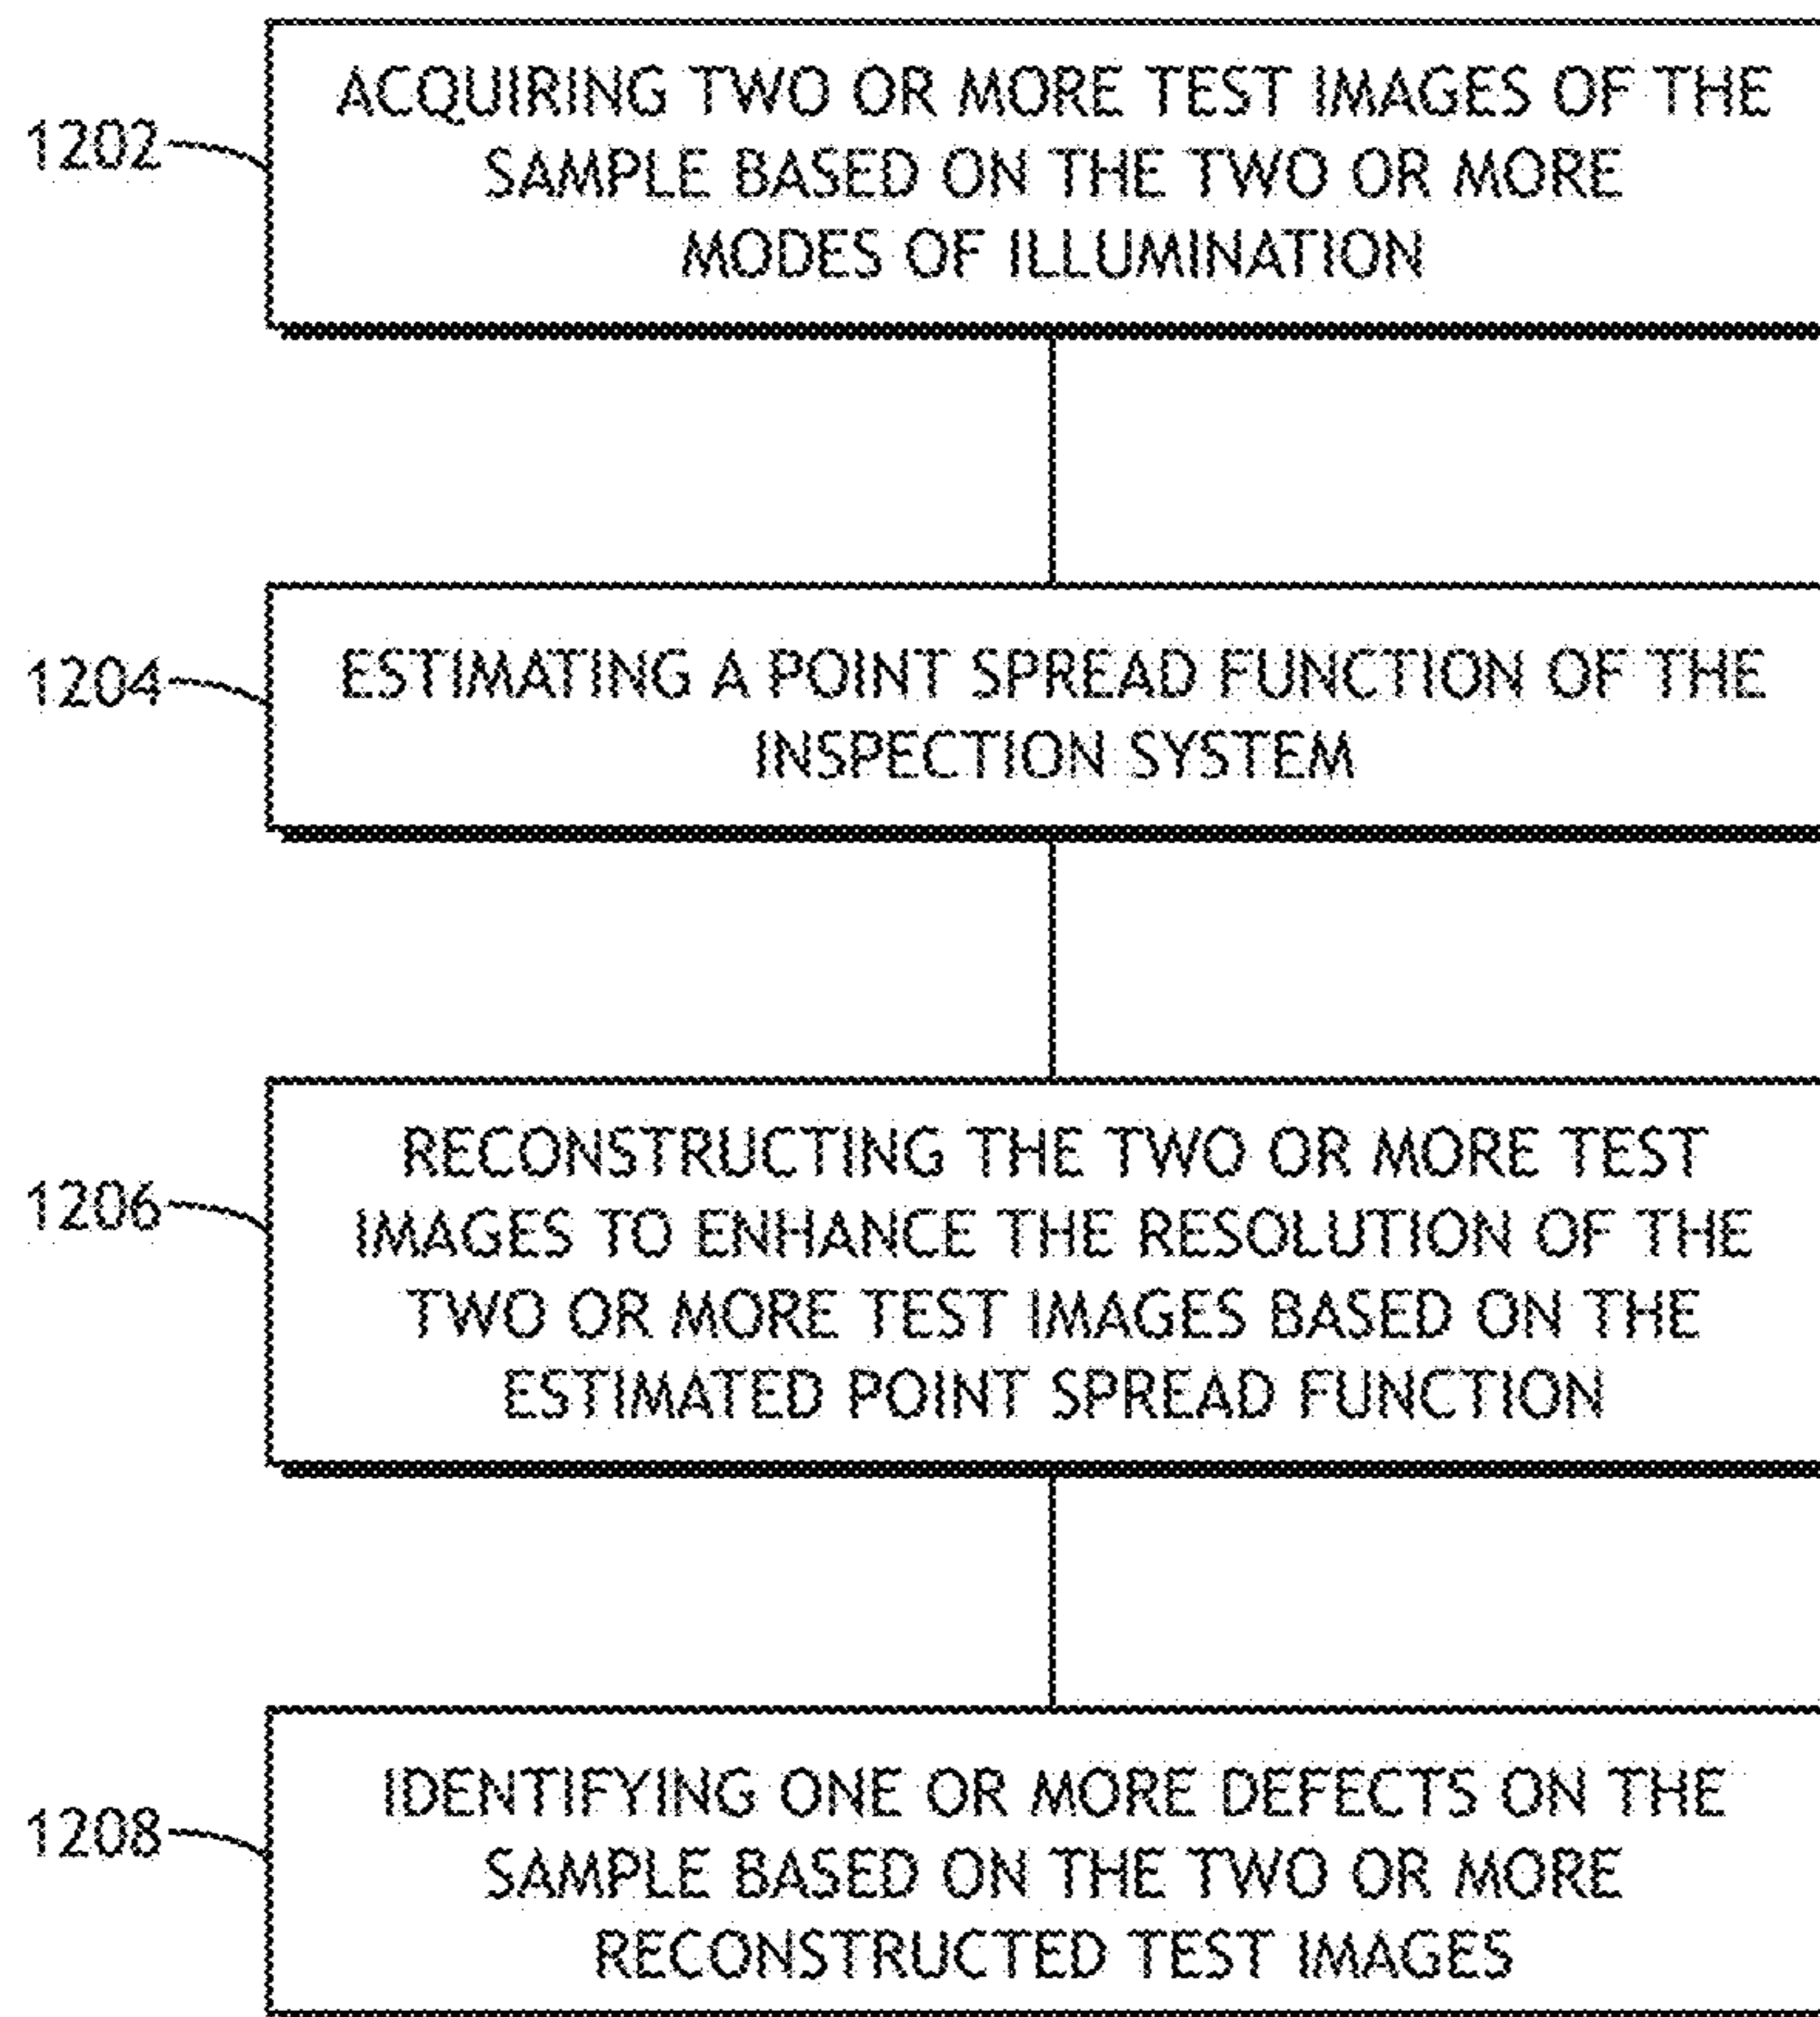 ACQUIRING TWO OR MORE TEST IMAGES OF THE
1202
SAMPLE BASED ON THE TWO OR MORE
MODES OF ILLUMINATION
1204
ESTIMATING A POINT SPREAD FUNCTION OF THE
INSPECTION SYSTEM
RECONSTRUCTING THE TWO OR MORE TEST
1206
IMAGES TO ENHANCE THE RESOLUTION OF THE
TWO OR MORE TEST IMAGES BASED ON THE
ESTIMATED POINT SPREAD FUNCTION
IDENTIFYING ONE OR MORE DEFECTS ON THE
1208
SAMPLE BASED ON THE TWO OR MORE
RECONSTRUCTED TEST IMAGES